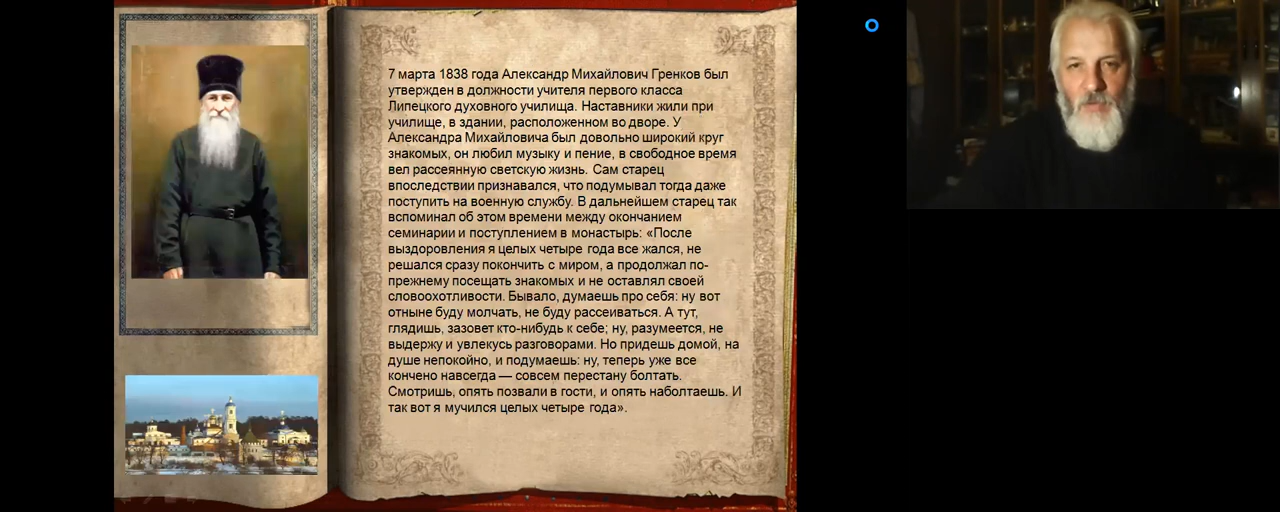 7 марта 1838 года Александр Михайлович Гренков был
утвержден в должности учителя первого класса
Липецкого духовного училища. Наставники жили при
училище, в здании, расположенном во дворе. У
Александра Михайловича был довольно широкий круг
знакомых, он любил музыку и пение, в свободное время
вел рассеянную светскую жизнь. Сам старец
впоследствии признавался, что подумывал тогда даже
поступить на военную службу. В дальнейшем старец так
вспоминал об этом времени между окончанием
семинарии и поступлением в монастырь: «После
выздоровления я целых четыре года все жался, не
решался сразу покончить с миром, а продолжал по-
прежнему посещать знакомых и не оставлял своей
словоохотливости. Бывало, думаешь про себя: ну вот
отныне буду молчать, не буду рассеиваться. А тут,
глядишь, зазовет кто-нибудь к себе; ну, разумеется, не
выдержу и увлекусь разговорами. Но придешь домой, на
душе непокойно, и подумаешь: ну, теперь уже все
кончено навсегда — совсем перестану болтать.
Смотришь, опять позвали в гости, и опять наболтаешь. И
так вот я мучился целых четыре года».